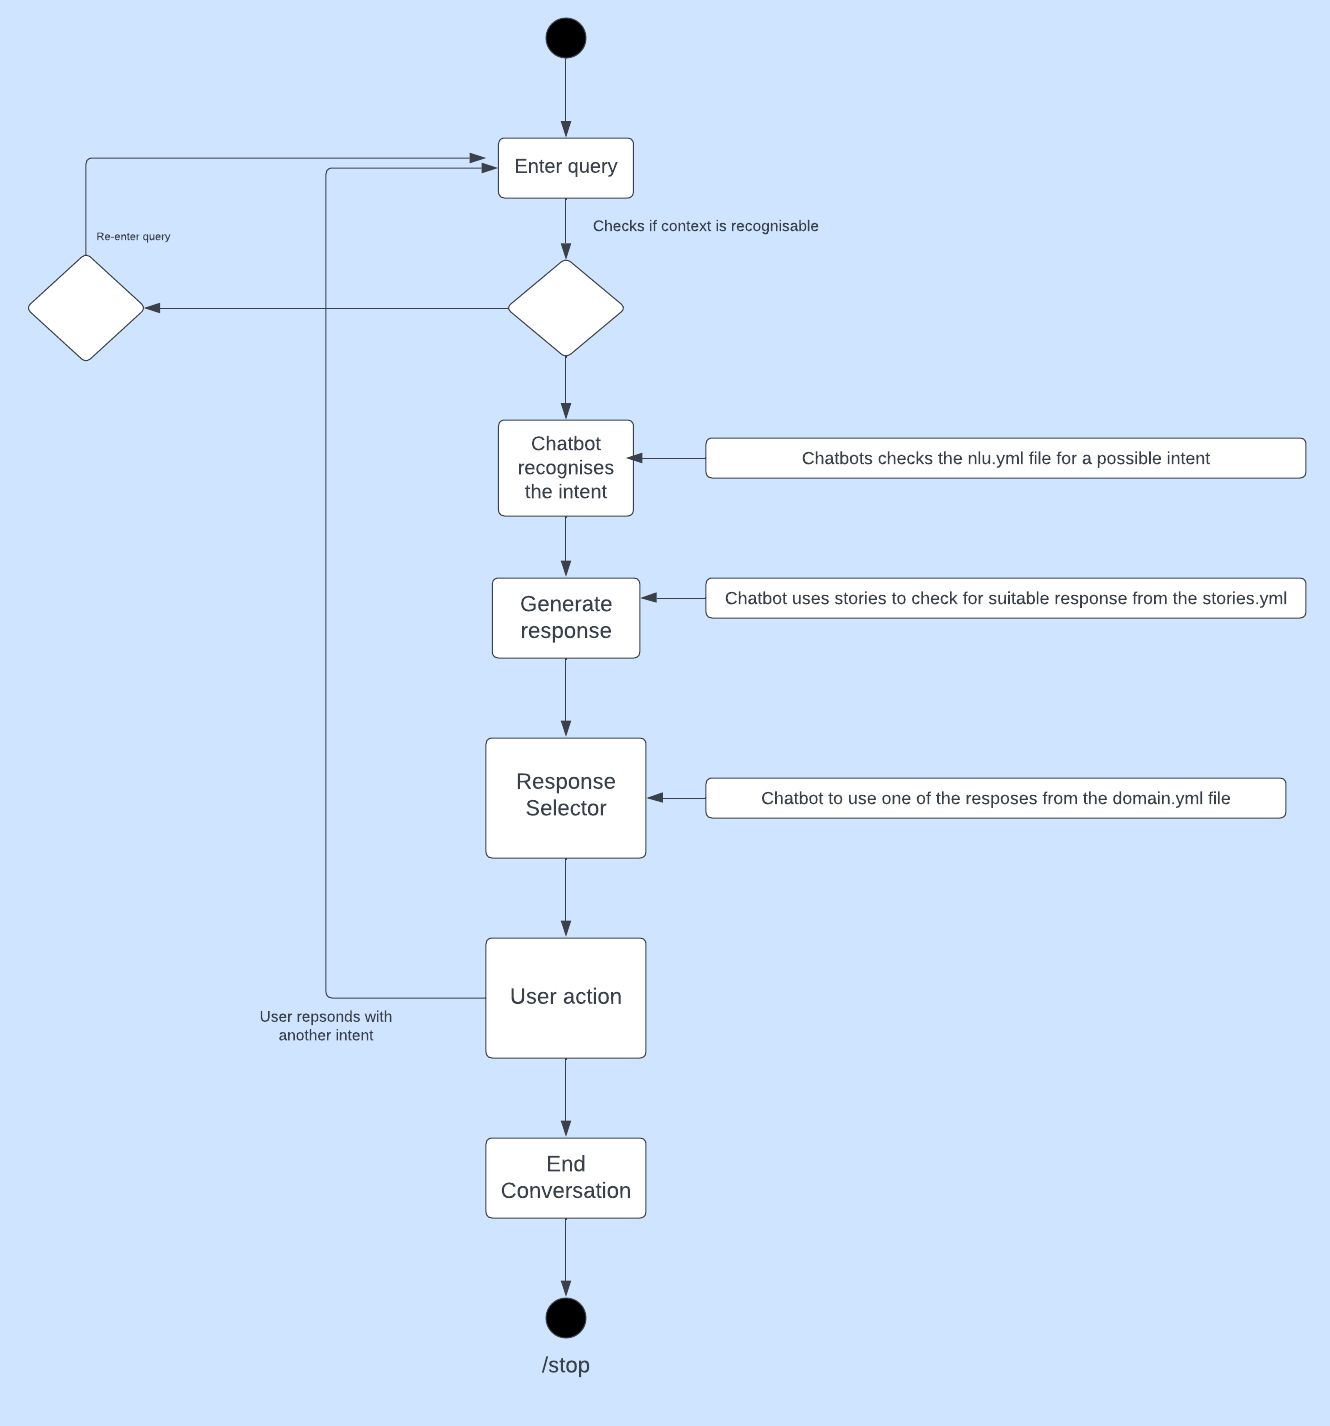 Enter query
Checks if context is recognisable
Re-enter query
Chatbot
recognises
the intent
Chatbots checks the nlu.yml file for a possible intent
Generate
response
Chatbot uses stories to check for suitable response from the stories.yml
Response
Selector
Chatbot to use one of the resposes from the domain.yml file
User action
User repsonds with
another intent
End
Conversation
/stop